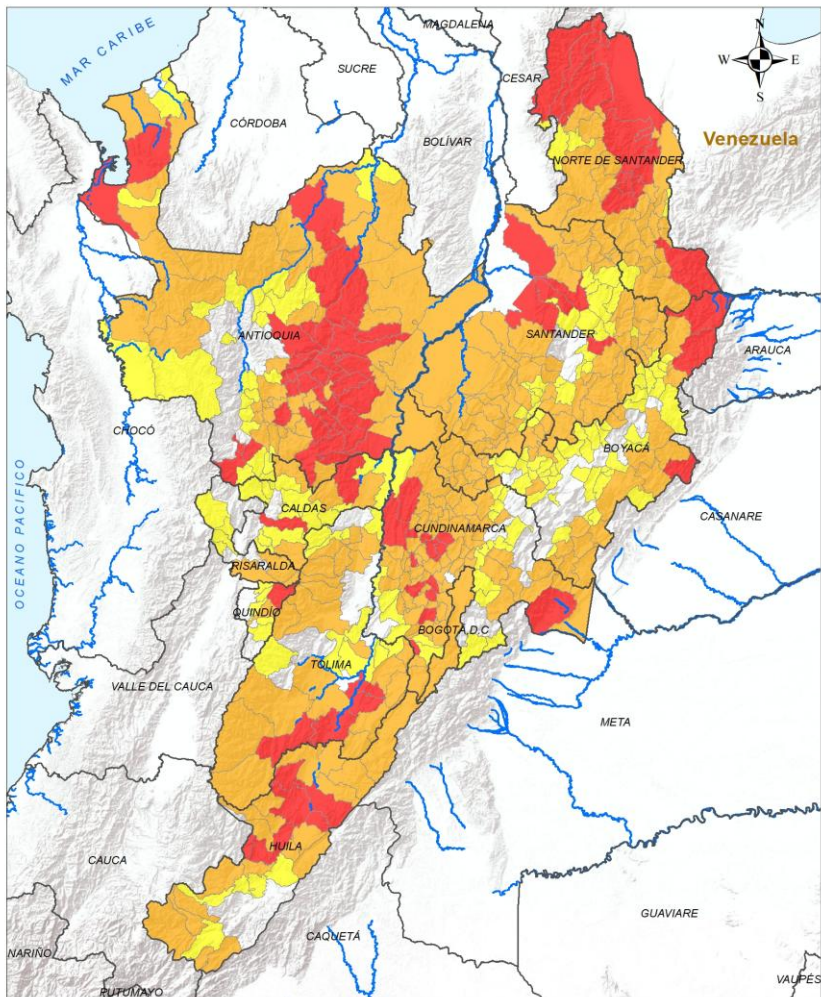 MAGDALENA
MAR CARIBE
N
W E
S
SUCRE
CESAR
CÓRDOBA
BOLÍVAR
Venezuela
NORTE DE SANTANDER
ANTIOQUIA
SANTANDER
ARAUCA
CHOCÓ
BOYACÁ
OCEANO PACIFICO
CALDAS
CUNDINAMARCA
CASANARE
RISARALDA
QUINDÍO
BOGOTÁ, D.C
TOLIMA
VALLE DEL CAUCA
META
HUILA
CAUCA
GUAVIARE
CAQUETÁ
NARIÑO
PUTUMAYO
VAUPÉS